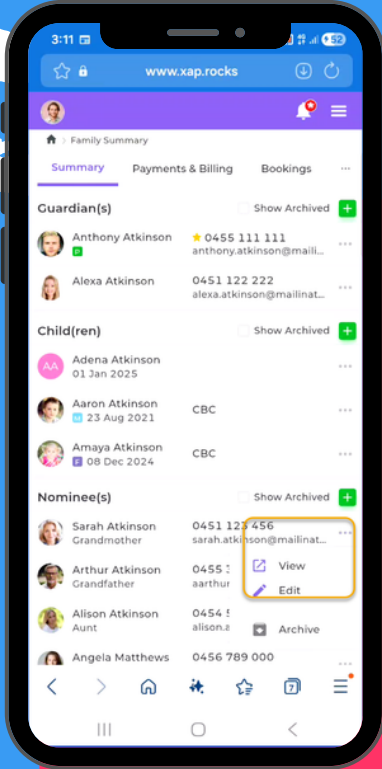 3:11
52
www.xap.rocks
Family Summary
Summary Payments & Billing Bookings ...
Guardian(s) Show Archived +
Anthony Atkinson 0455 111 111
P anthony.atkinson@maili...
Alexa Atkinson 0451 122 222
alexa.atkinson@mailinat...
Child(ren) Show Archived +
AA Adena Atkinson
01 Jan 2025
Aaron Atkinson CBC
23 Aug 2021
Amaya Atkinson CBC
F 08 Dec 2024
Nominee(s) Show Archived +
Sarah Atkinson 0451 123 456
Grandmother sarah.atkinson@mailinat...
Arthur Atkinson 0455
Grandfather aarthur
View
Edit
Alison Atkinson 0454
Aunt alison.a
Archive
Angela Matthews 0456 789 000
7